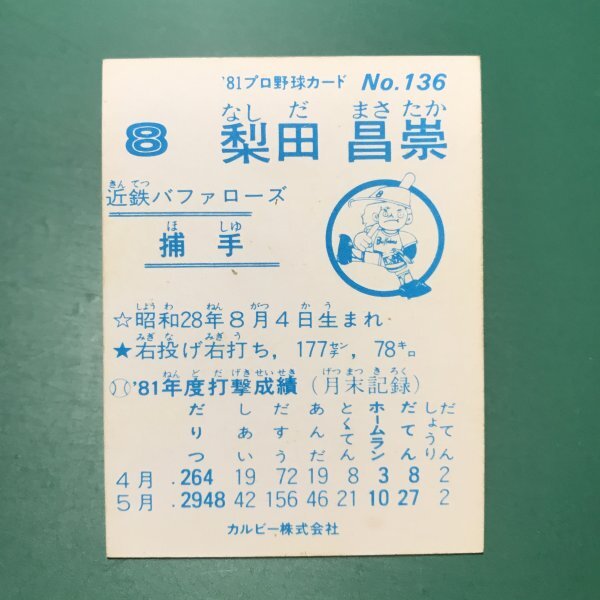 '81プロ野球カード No.136
なし だ まさ たか
8 梨田 昌崇
きん てつ
近鉄バファローズ
ほ しゆ
捕手
しよう わ ねん がつ か う
☆昭和28年8月4日生まれ
みぎ な みぎ う
★右投げ右打ち, 177センチ, 78キロ
ねん ど だ げき せい せき げつ まつ き ろく
'81年度打撃成績(月末記録)
だりつ しあい だすう あんだ とくてん ホームラン だてん しょうり だてん
4月 .264 19 72 19 8 3 8 2
5月 .2948 42 156 46 21 10 27 2
カルビー株式会社